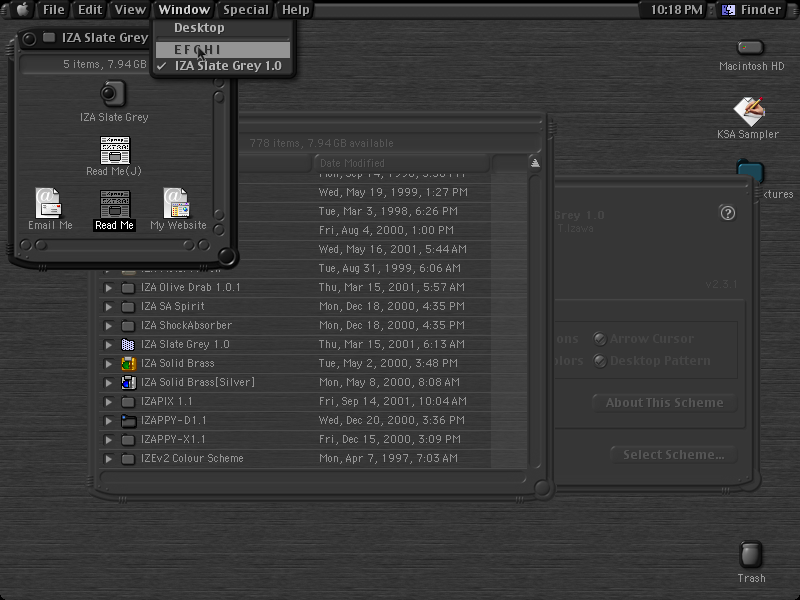 File Edit View Window Special Help 10:18 PM Finder
Desktop
E F G H I
IZA Slate Grey 1.0
IZA Slate Grey
5 items, 7.94GB
IZA Slate Grey
Read Me(J)
Email Me
Read Me
My Website
Macintosh HD
KSA Sampler
ctures
Trash
778 items, 7.94GB available
Date Modified
Mon, Sep 14, 1998, 3:38 PM
Wed, May 19, 1999, 1:27 PM
Tue, Mar 3, 1998, 6:26 PM
Fri, Aug 4, 2000, 1:00 PM
Wed, May 16, 2001, 5:44 AM
Tue, Aug 31, 1999, 6:06 AM
IZA Olive Drab 1.0.1 Thu, Mar 15, 2001, 5:57 AM
IZA SA Spirit Mon, Dec 18, 2000, 4:35 PM
IZA ShockAbsorber Mon, Dec 18, 2000, 4:35 PM
IZA Slate Grey 1.0 Thu, Mar 15, 2001, 6:13 AM
IZA Solid Brass Tue, May 2, 2000, 3:48 PM
IZA Solid Brass[Silver] Mon, May 8, 2000, 8:08 AM
IZAPIX 1.1 Fri, Sep 14, 2001, 10:04 AM
IZAPPY-D1.1 Wed, Dec 20, 2000, 3:36 PM
IZAPPY-X1.1 Fri, Dec 15, 2000, 3:09 PM
IZEv2 Colour Scheme Mon, Apr 7, 1997, 7:03 AM
Grey 1.0
T.Izawa
v2.3.1
ons Arrow Cursor
lors Desktop Pattern
About This Scheme
Select Scheme...